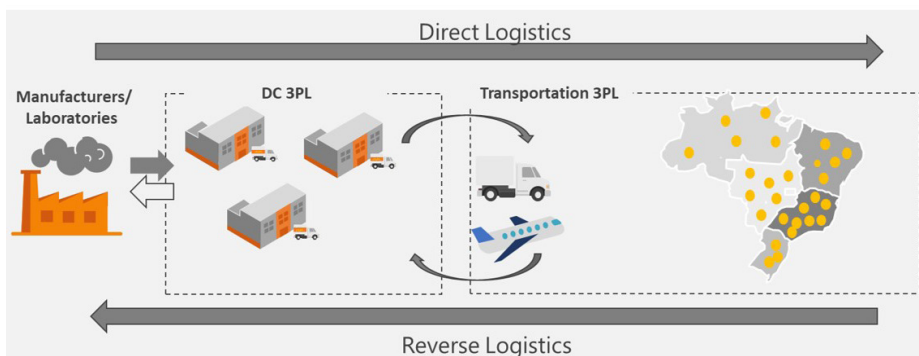 Direct Logistics
Manufacturers/
Laboratories
DC 3PL
Transportation 3PL
Reverse Logistics